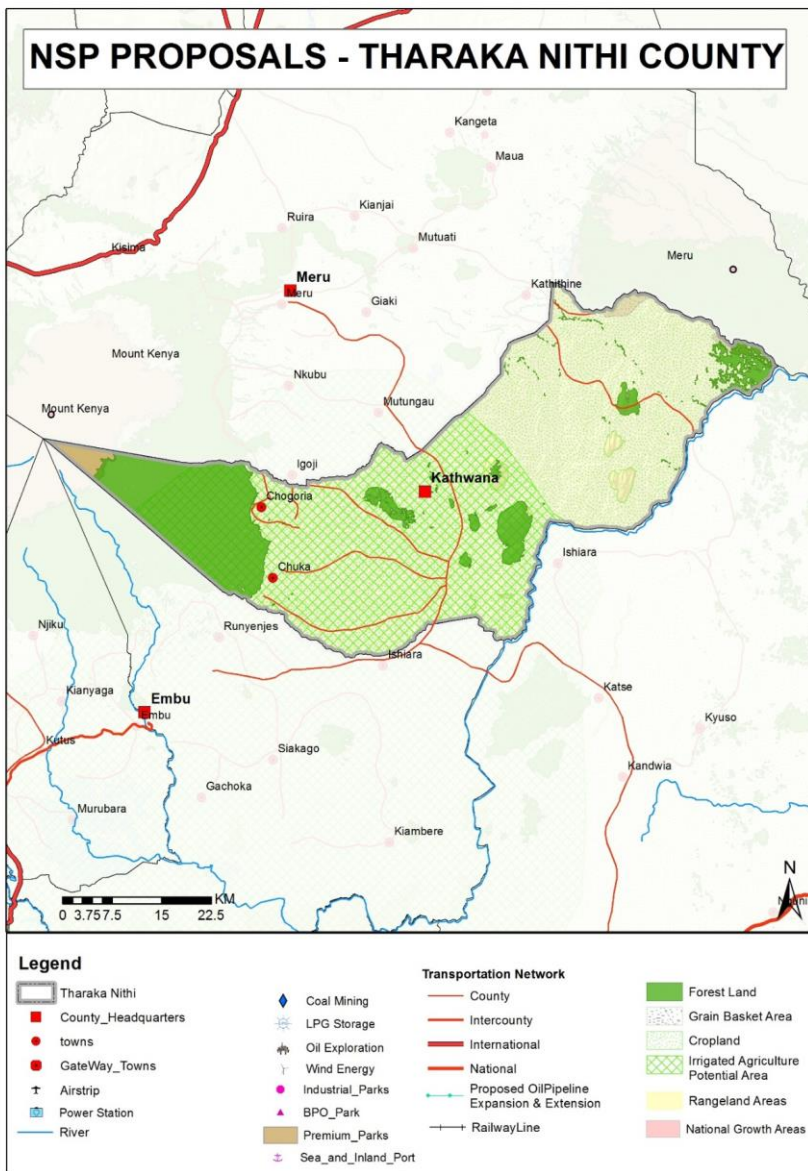 NSP PROPOSALS - THARAKA NITHI COUNTY
Kangeta
Maua
Ruira
Kianjai
Kisima
Mutuati
Meru
Meru
Meru
Kathithine
Giaki
Mount Kenya
Nkubu
Mount Kenya
Mutungau
Igoji
Kathwana
Chogoria
Ishiara
Chuka
Njiku
Runyenjes
Ishiara
Kianyaga
Embu
Embu
Katse
Kyuso
Kutus
Siakago
Kandwia
Gachoka
Murubara
Kiambere
KM
0 3.75 7.5 15 22.5
N
Legend
Tharaka Nithi
County_Headquarters
towns
GateWay_Towns
Airstrip
Power Station
River
Coal Mining
LPG Storage
Oil Exploration
Wind Energy
Industrial_Parks
BPO_Park
Premium_Parks
Sea_and_Inland_Port
Transportation Network
County
Intercounty
International
National
Proposed OilPipeline
Expansion & Extension
RailwayLine
Forest Land
Grain Basket Area
Cropland
Irrigated Agriculture
Potential Area
Rangeland Areas
National Growth Areas